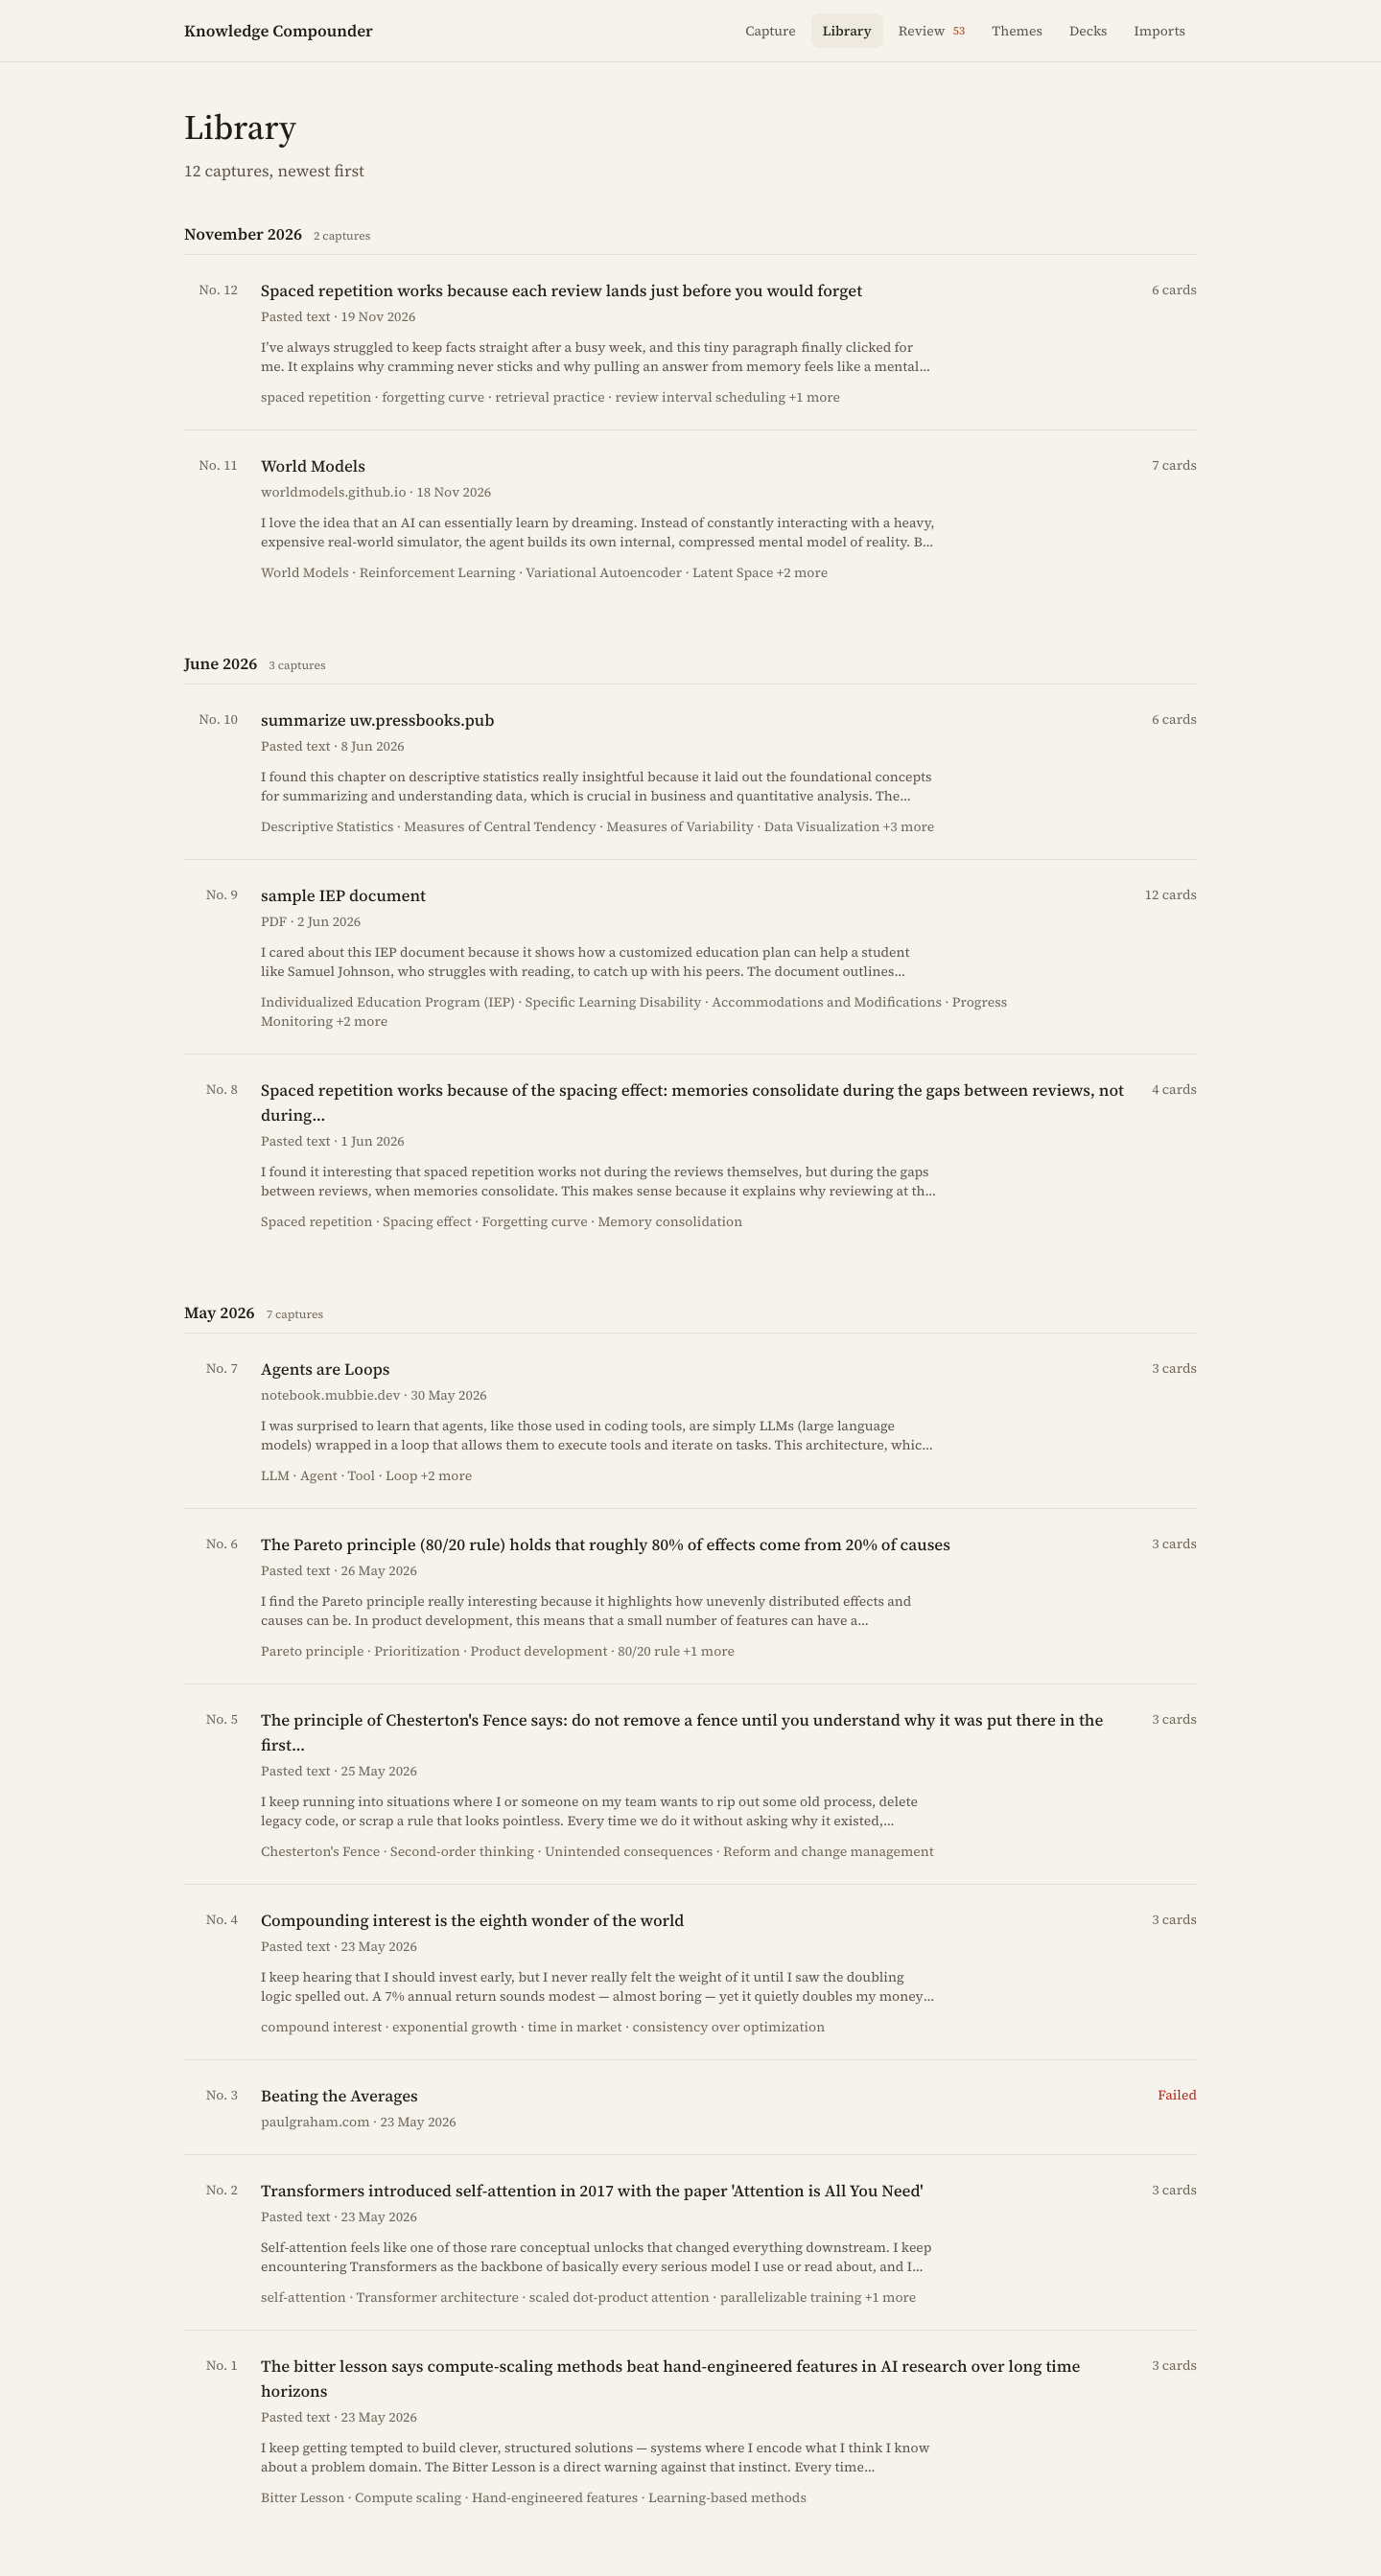 Knowledge Compounder
Capture Library Review 53 Themes Decks Imports
Library
12 captures, newest first
November 2026 2 captures
No. 12 Spaced repetition works because each review lands just before you would forget 6 cards
Pasted text · 19 Nov 2026
I’ve always struggled to keep facts straight after a busy week, and this tiny paragraph finally clicked for
me. It explains why cramming never sticks and why pulling an answer from memory feels like a mental…
spaced repetition · forgetting curve · retrieval practice · review interval scheduling +1 more
No. 11 World Models 7 cards
worldmodels.github.io · 18 Nov 2026
I love the idea that an AI can essentially learn by dreaming. Instead of constantly interacting with a heavy,
expensive real-world simulator, the agent builds its own internal, compressed mental model of reality. B…
World Models · Reinforcement Learning · Variational Autoencoder · Latent Space +2 more
June 2026 3 captures
No. 10 summarize uw.pressbooks.pub 6 cards
Pasted text · 8 Jun 2026
I found this chapter on descriptive statistics really insightful because it laid out the foundational concepts
for summarizing and understanding data, which is crucial in business and quantitative analysis. The…
Descriptive Statistics · Measures of Central Tendency · Measures of Variability · Data Visualization +3 more
No. 9 sample IEP document 12 cards
PDF · 2 Jun 2026
I cared about this IEP document because it shows how a customized education plan can help a student
like Samuel Johnson, who struggles with reading, to catch up with his peers. The document outlines…
Individualized Education Program (IEP) · Specific Learning Disability · Accommodations and Modifications · Progress
Monitoring +2 more
No. 8 Spaced repetition works because of the spacing effect: memories consolidate during the gaps between reviews, not 4 cards
during…
Pasted text · 1 Jun 2026
I found it interesting that spaced repetition works not during the reviews themselves, but during the gaps
between reviews, when memories consolidate. This makes sense because it explains why reviewing at th…
Spaced repetition · Spacing effect · Forgetting curve · Memory consolidation
May 2026 7 captures
No. 7 Agents are Loops 3 cards
notebook.mubbie.dev · 30 May 2026
I was surprised to learn that agents, like those used in coding tools, are simply LLMs (large language
models) wrapped in a loop that allows them to execute tools and iterate on tasks. This architecture, whic…
LLM · Agent · Tool · Loop +2 more
No. 6 The Pareto principle (80/20 rule) holds that roughly 80% of effects come from 20% of causes 3 cards
Pasted text · 26 May 2026
I find the Pareto principle really interesting because it highlights how unevenly distributed effects and
causes can be. In product development, this means that a small number of features can have a…
Pareto principle · Prioritization · Product development · 80/20 rule +1 more
No. 5 The principle of Chesterton's Fence says: do not remove a fence until you understand why it was put there in the 3 cards
first…
Pasted text · 25 May 2026
I keep running into situations where I or someone on my team wants to rip out some old process, delete
legacy code, or scrap a rule that looks pointless. Every time we do it without asking why it existed,…
Chesterton's Fence · Second-order thinking · Unintended consequences · Reform and change management
No. 4 Compounding interest is the eighth wonder of the world 3 cards
Pasted text · 23 May 2026
I keep hearing that I should invest early, but I never really felt the weight of it until I saw the doubling
logic spelled out. A 7% annual return sounds modest — almost boring — yet it quietly doubles my money…
compound interest · exponential growth · time in market · consistency over optimization
No. 3 Beating the Averages Failed
paulgraham.com · 23 May 2026
No. 2 Transformers introduced self-attention in 2017 with the paper 'Attention is All You Need' 3 cards
Pasted text · 23 May 2026
Self-attention feels like one of those rare conceptual unlocks that changed everything downstream. I keep
encountering Transformers as the backbone of basically every serious model I use or read about, and I…
self-attention · Transformer architecture · scaled dot-product attention · parallelizable training +1 more
No. 1 The bitter lesson says compute-scaling methods beat hand-engineered features in AI research over long time 3 cards
horizons
Pasted text · 23 May 2026
I keep getting tempted to build clever, structured solutions — systems where I encode what I think I know
about a problem domain. The Bitter Lesson is a direct warning against that instinct. Every time…
Bitter Lesson · Compute scaling · Hand-engineered features · Learning-based methods